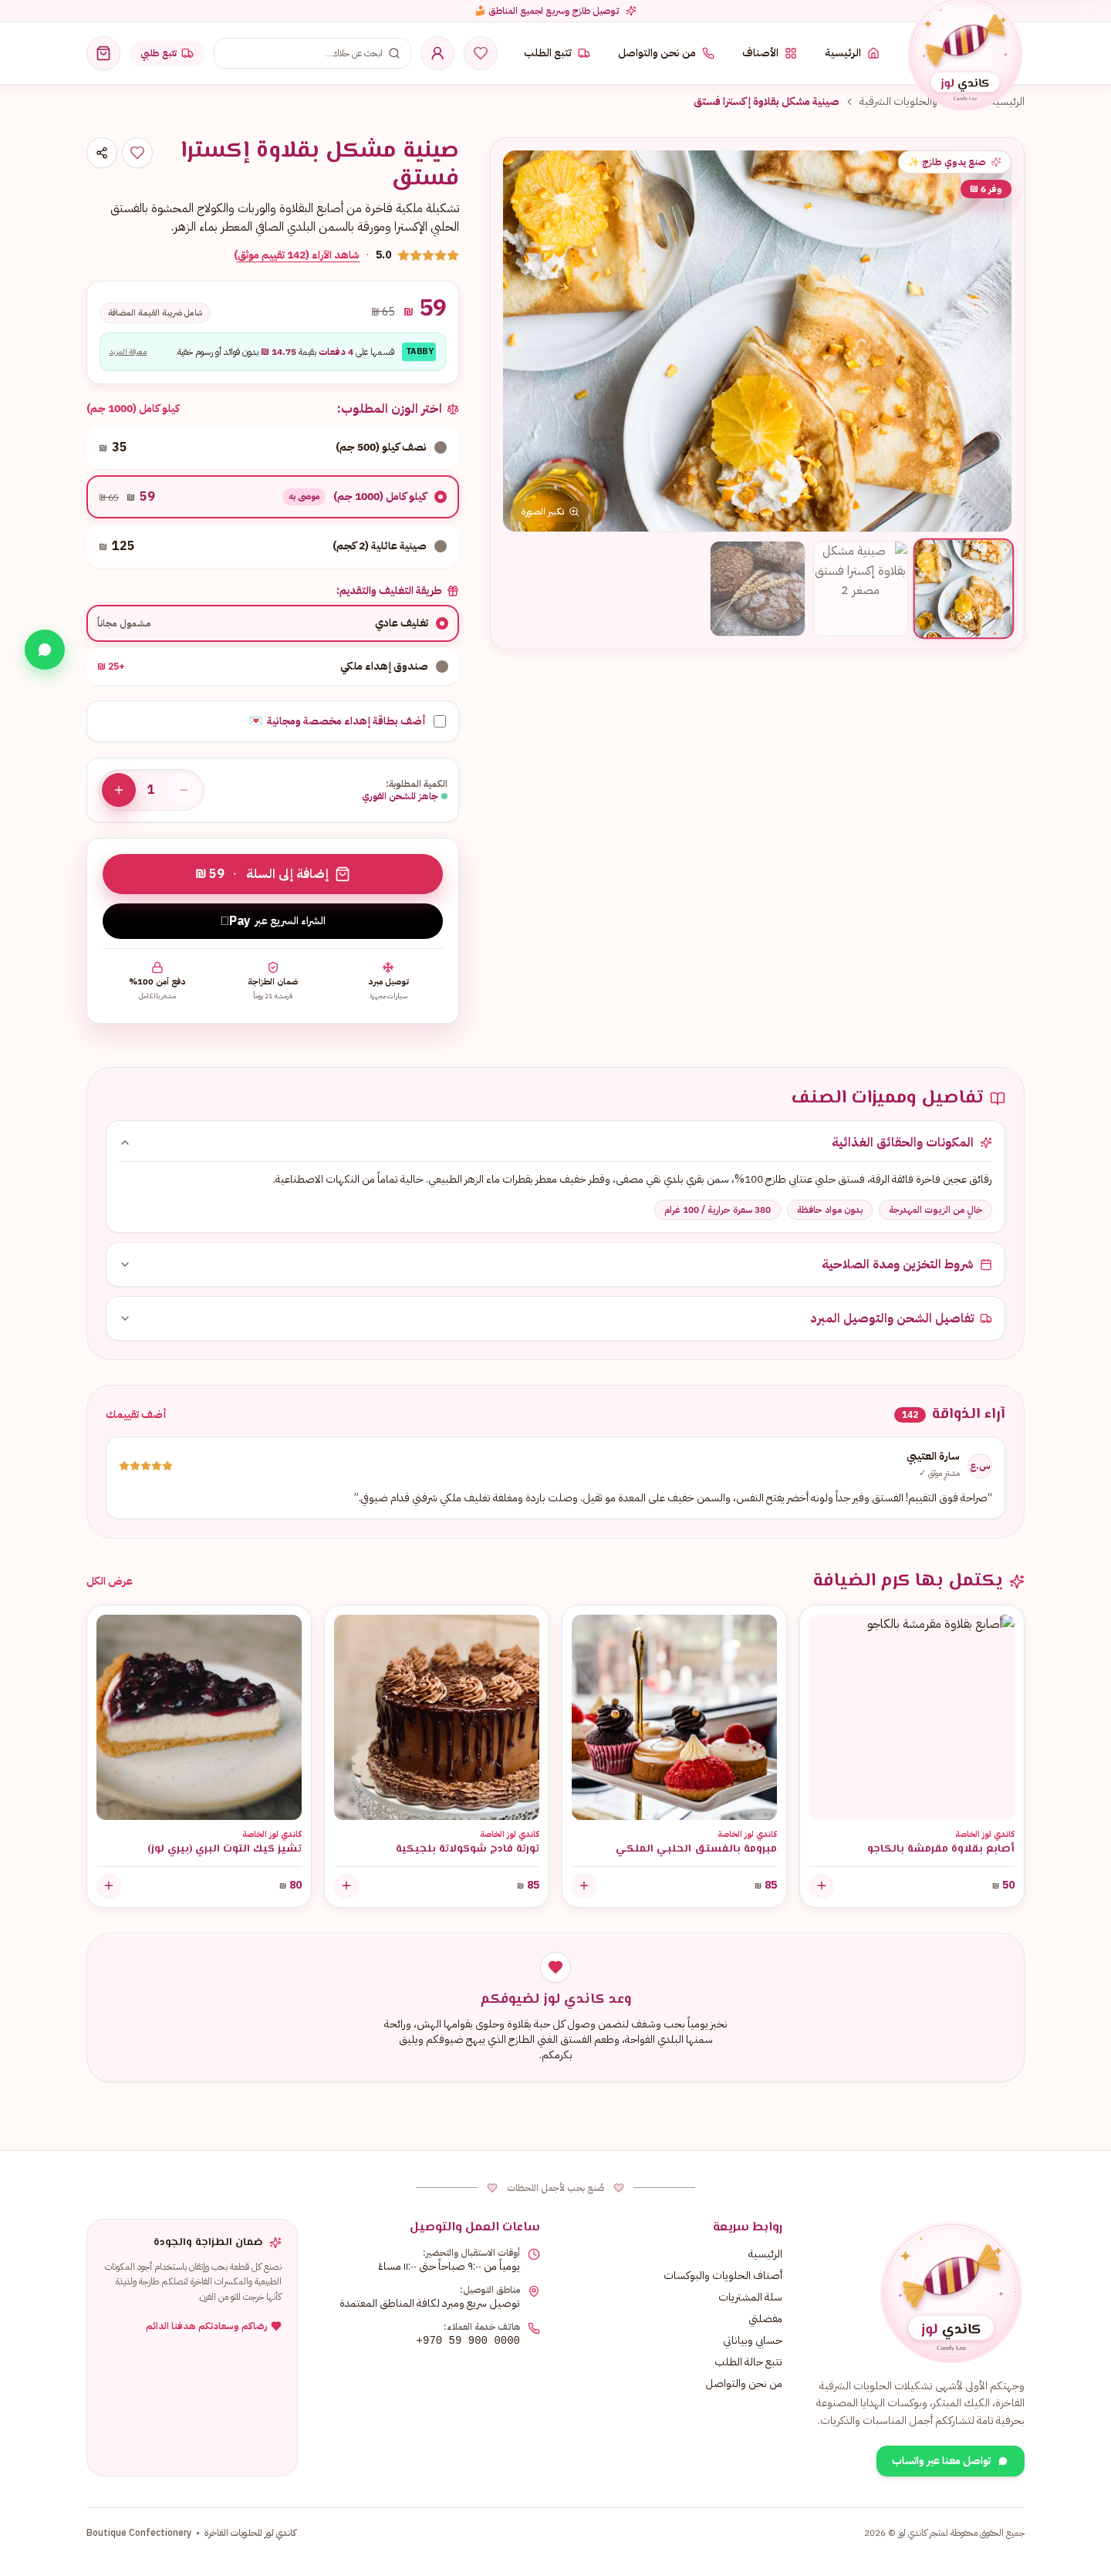 توصيل طازج وسريع لجميع المناطق 🍰
كاندي لوز
Candy Loz
الرئيسية
الأصناف
من نحن والتواصل
تتبع الطلب
ابحث عن حلاك...
تتبع طلبي
الرئيسية
والحلويات الشرقية
صينية مشكل بقلاوة إكسترا فستق
صنع يدوي طازج ✨
وفر 6 ₪
تكبير الصورة
صينية مشكل بقلاوة إكسترا فستق مصغر 2
صينية مشكل بقلاوة إكسترا فستق
تشكيلة ملكية فاخرة من أصابع البقلاوة والوربات والكولاج المحشوة بالفستق
الحلبي الإكسترا ومورقة بالسمن البلدي الصافي المعطر بماء الزهر.
5.0 · شاهد الآراء (142 تقييم موثق)
59 ₪ 65 ₪
شامل ضريبة القيمة المضافة
TABBY
قسمها على 4 دفعات بقيمة 14.75 ₪ بدون فوائد أو رسوم خفية.
معرفة المزيد
اختر الوزن المطلوب:
كيلو كامل (1000 جم)
نصف كيلو (500 جم)
35 ₪
كيلو كامل (1000 جم)
موصى به
59 ₪ 65 ₪
صينية عائلية (2 كجم)
125 ₪
طريقة التغليف والتقديم:
تغليف عادي
مشمول مجاناً
صندوق إهداء ملكي
+25 ₪
أضف بطاقة إهداء مخصصة ومجانية 💌
الكمية المطلوبة:
جاهز للشحن الفوري
1
إضافة إلى السلة · 59 ₪
الشراء السريع عبر Pay
توصيل مبرد
سيارات مجهزة
ضمان الطزاجة
قرمشة 21 يوماً
دفع آمن 100%
مشفر بالكامل
تفاصيل ومميزات الصنف
المكونات والحقائق الغذائية
رقائق عجين فاخرة فائقة الرقة، فستق حلبي عنتابي طازج 100%، سمن بقري بلدي نقي مصفى، وقطر خفيف معطر بقطرات ماء الزهر الطبيعي. خالية تماماً من النكهات الاصطناعية.
خالٍ من الزيوت المهدرجة
بدون مواد حافظة
380 سعرة حرارية / 100 غرام
شروط التخزين ومدة الصلاحية
تفاصيل الشحن والتوصيل المبرد
آراء الذواقة 142
أضف تقييمك
س.ع
سارة العتيبي
مشترٍ موثق ✓
"صراحة فوق التقييم! الفستق وفير جداً ولونه أخضر يفتح النفس، والسمن خفيف على المعدة مو ثقيل. وصلت باردة ومغلفة تغليف ملكي شرفني قدام ضيوفي."
يكتمل بها كرم الضيافة
عرض الكل
أصابع بقلاوة مقرمشة بالكاجو
كاندي لوز الخاصة
أصابع بقلاوة مقرمشة بالكاجو
50 ₪
كاندي لوز الخاصة
مبرومة بالفستق الحلبي الملكي
85 ₪
كاندي لوز الخاصة
تورتة فادج شوكولاتة بلجيكية
85 ₪
كاندي لوز الخاصة
تشيز كيك التوت البري (بيري لوز)
80 ₪
وعد كاندي لوز لضيوفكم
نخبز يومياً بحب وشغف لنضمن وصول كل حبة بقلاوة وحلوى بقوامها الهش، ورائحة
سمنها البلدي الفواحة، وطعم الفستق الغني الطازج الذي يبهج ضيوفكم ويليق
بكرمكم.
صُنع بحب لأجمل اللحظات
كاندي لوز
Candy Loz
وجهتكم الأولى لأشهى تشكيلات الحلويات الشرقية
الفاخرة، الكيك المبتكر، وبوكسات الهدايا المصنوعة
بحرفية تامة لتشارككم أجمل المناسبات والذكريات.
تواصل معنا عبر واتساب
روابط سريعة
الرئيسية
أصناف الحلويات والبوكسات
سلة المشتريات
مفضلتي
حسابي وبياناتي
تتبع حالة الطلب
من نحن والتواصل
ساعات العمل والتوصيل
أوقات الاستقبال والتحضير:
يومياً من ٩:٠٠ صباحاً حتى ١١:٠٠ مساءً
مناطق التوصيل:
توصيل سريع ومبرد لكافة المناطق المعتمدة
هاتف خدمة العملاء:
+970 59 900 0000
ضمان الطزاجة والجودة
نصنع كل قطعة بحب وإتقان باستخدام أجود المكونات
الطبيعية والمكسرات الفاخرة لتصلكم طازجة ولذيذة
كأنها خرجت للتو من الفرن.
رضاكم وسعادتكم هدفنا الدائم
جميع الحقوق محفوظة لمتجر كاندي لوز © 2026
كاندي لوز للحلويات الفاخرة • Boutique Confectionery